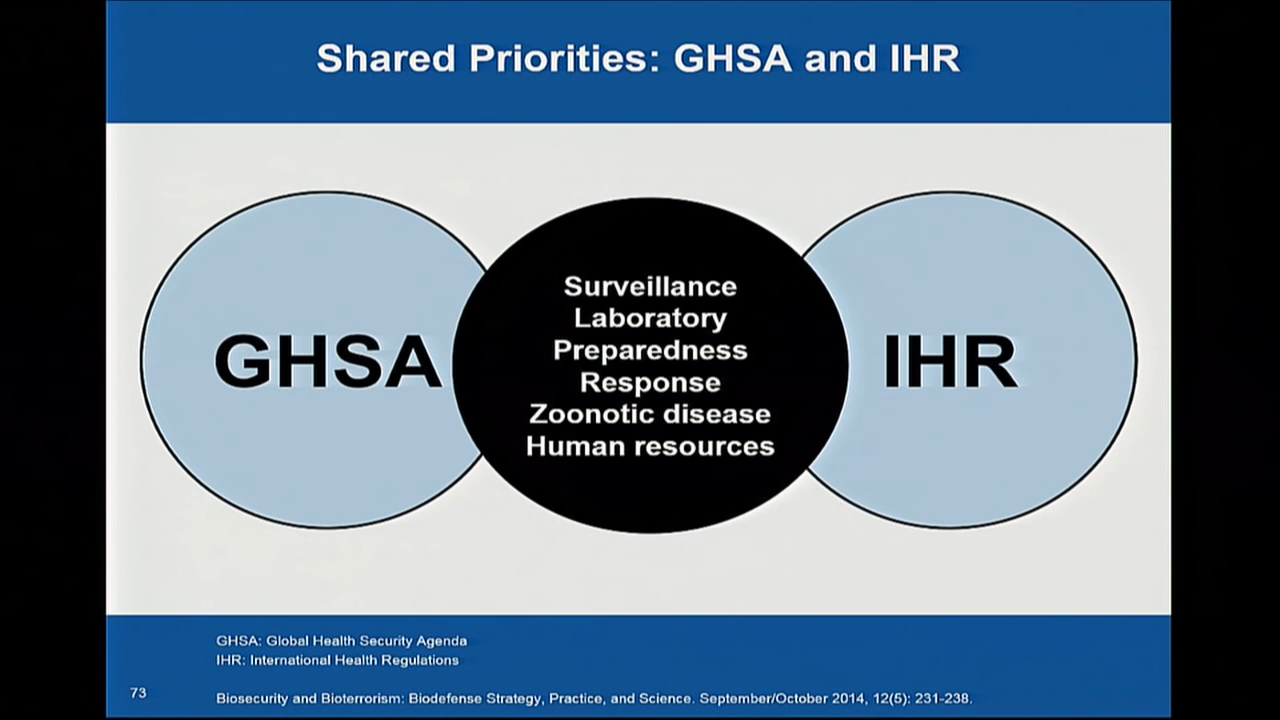 Shared Priorities: GHSA and IHR
GHSA
Surveillance
Laboratory
Preparedness
Response
Zoonotic disease
Human resources
IHR
GHSA: Global Health Security Agenda
IHR: International Health Regulations
73
Biosecurity and Bioterrorism: Biodefense Strategy, Practice, and Science. September/October 2014, 12(5): 231-238.